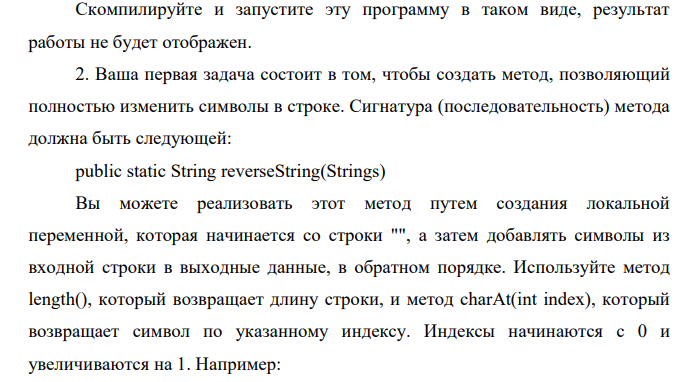 Скомпилируйте и запустите эту программу в таком виде, результат
работы не будет отображен.
2. Ваша первая задача состоит в том, чтобы создать метод, позволяющий
полностью изменить символы в строке. Сигнатура (последовательность) метода
должна быть следующей:
public static String reverseString(Strings)
Вы можете реализовать этот метод путем создания локальной
переменной, которая начинается со строки "", а затем добавлять символы из
входной строки в выходные данные, в обратном порядке. Используйте метод
length(), который возвращает длину строки, и метод charAt(int index), который
возвращает символ по указанному индексу. Индексы начинаются с 0 и
увеличиваются на 1. Например: